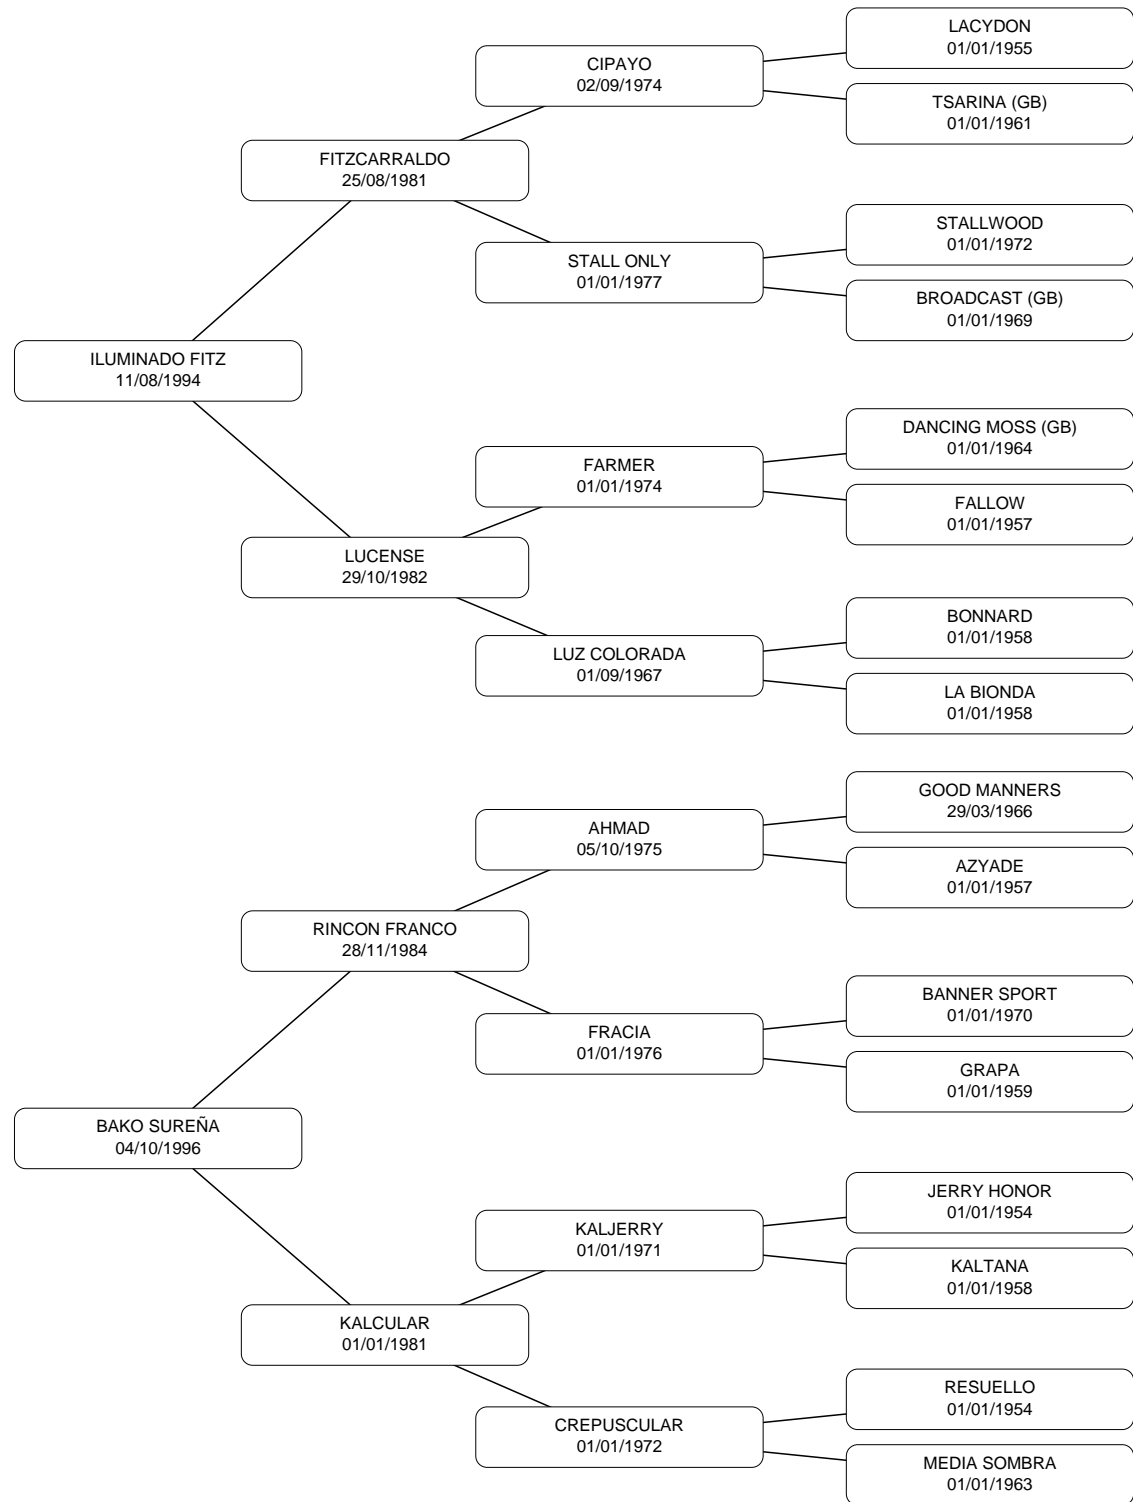 LACYDON
01/01/1955
CIPAYO
02/09/1974
TSARINA (GB)
01/01/1961
FITZCARRALDO
25/08/1981
STALLWOOD
01/01/1972
STALL ONLY
01/01/1977
BROADCAST (GB)
01/01/1969
ILUMINADO FITZ
11/08/1994
DANCING MOSS (GB)
01/01/1964
FARMER
01/01/1974
FALLOW
01/01/1957
LUCENSE
29/10/1982
BONNARD
01/01/1958
LUZ COLORADA
01/09/1967
LA BIONDA
01/01/1958
GOOD MANNERS
29/03/1966
AHMAD
05/10/1975
AZYADE
01/01/1957
RINCON FRANCO
28/11/1984
BANNER SPORT
01/01/1970
FRACIA
01/01/1976
GRAPA
01/01/1959
BAKO SUREÑA
04/10/1996
JERRY HONOR
01/01/1954
KALJERRY
01/01/1971
KALTANA
01/01/1958
KALCULAR
01/01/1981
RESUELLO
01/01/1954
CREPUSCULAR
01/01/1972
MEDIA SOMBRA
01/01/1963